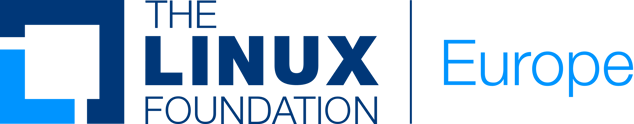 THE
LINUX
FOUNDATION
Europe